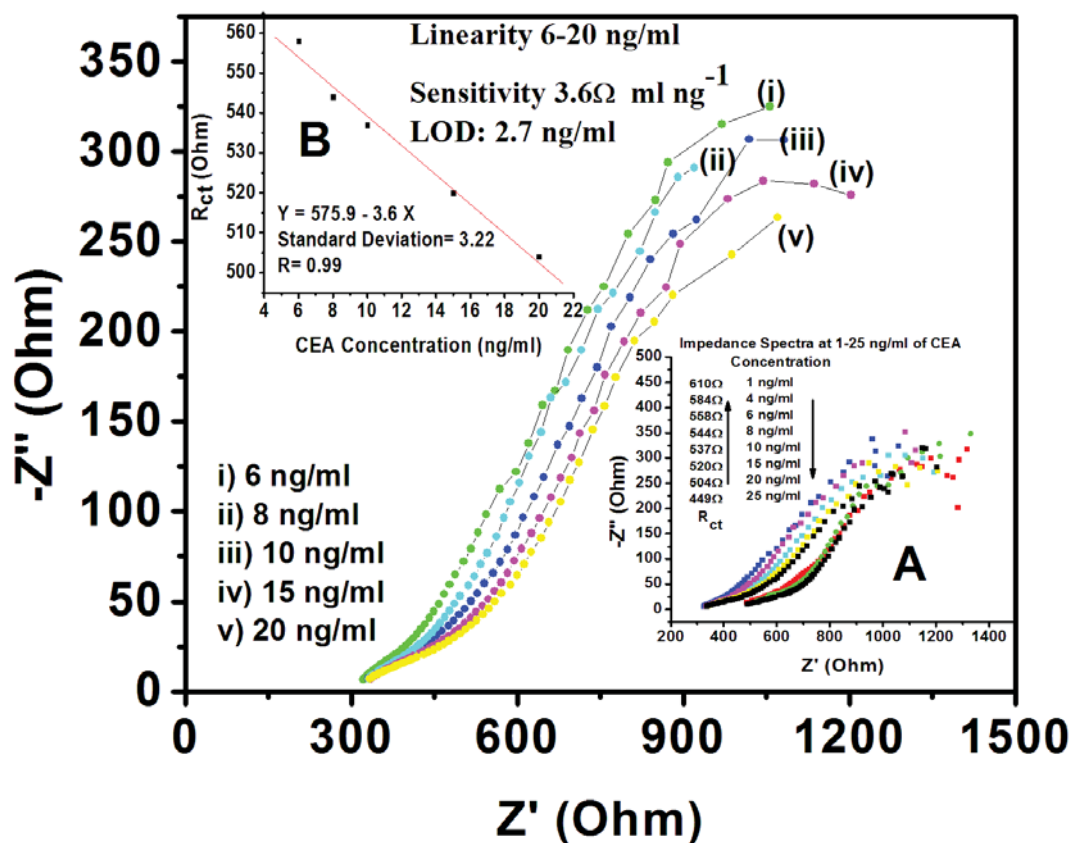 -Z'' (Ohm)
375
300
225
150
75
0
0 300 600 900 1200 1500
Z' (Ohm)
Linearity 6-20 ng/ml
Sensitivity 3.6Ω ml ng-1
LOD: 2.7 ng/ml
(i)
(ii)
(iii)
(iv)
(v)
i) 6 ng/ml
ii) 8 ng/ml
iii) 10 ng/ml
iv) 15 ng/ml
v) 20 ng/ml
Rct (Ohm)
560
550
540
530
520
510
500
B
Y = 575.9 - 3.6 X
Standard Deviation= 3.22
R= 0.99
4 6 8 10 12 14 16 18 20 22
CEA Concentration (ng/ml)
Impedance Spectra at 1-25 ng/ml of CEA
Concentration
-Z'' (Ohm)
500
450
400
350
300
250
200
150
100
50
0
610Ω 1 ng/ml
584Ω 4 ng/ml
558Ω 6 ng/ml
544Ω 8 ng/ml
537Ω 10 ng/ml
520Ω 15 ng/ml
504Ω 20 ng/ml
449Ω 25 ng/ml
Rct
A
200 400 600 800 1000 1200 1400
Z' (Ohm)